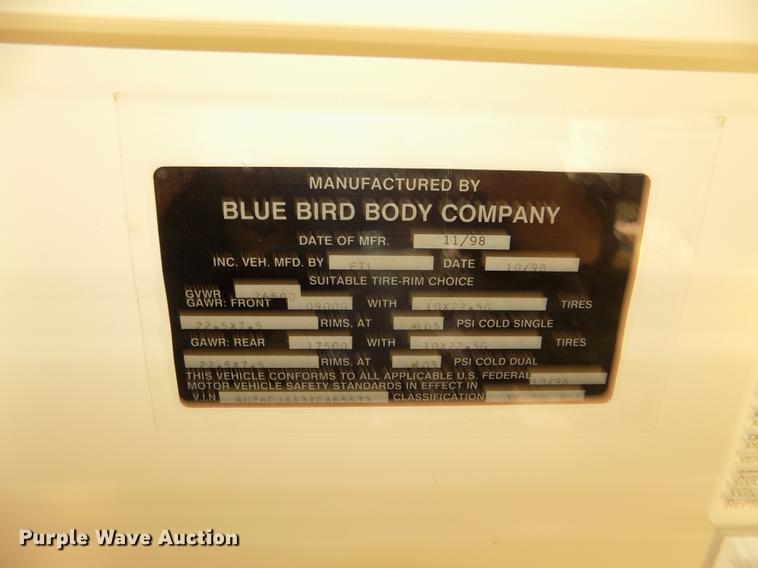 MANUFACTURED BY
BLUE BIRD BODY COMPANY
DATE OF MFR. 11/98
INC. VEH. MFD. BY FTL DATE 10/98
SUITABLE TIRE-RIM CHOICE
GVWR 26500
GAWR: FRONT 09000 WITH 10X22.5G TIRES
22.5X7.5 RIMS, AT 105 PSI COLD SINGLE
GAWR: REAR 17500 WITH 10X22.5G TIRES
22.5X7.5 RIMS, AT 105 PSI COLD DUAL
THIS VEHICLE CONFORMS TO ALL APPLICABLE U.S. FEDERAL
MOTOR VEHICLE SAFETY STANDARDS IN EFFECT IN 10/98
V.I.N. CLASSIFICATION SCHOOL BUS
Purple Wave Auction